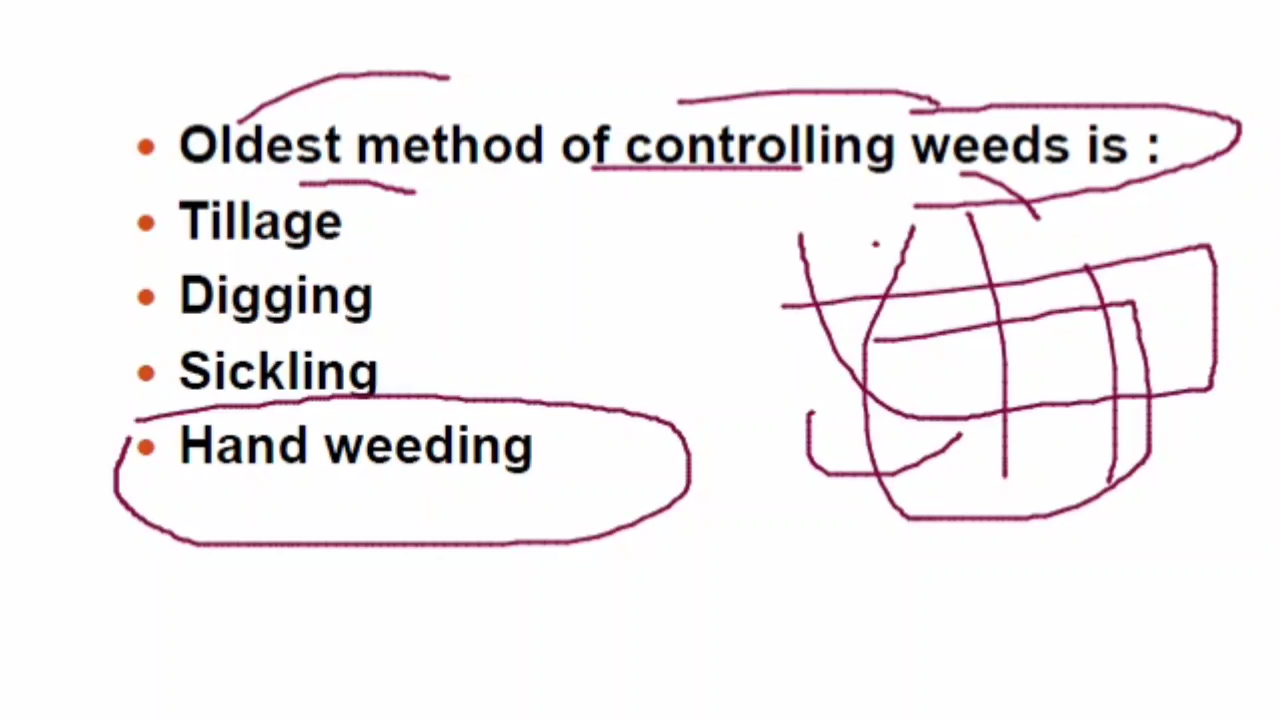 • Oldest method of controlling weeds is :
• Tillage
• Digging
• Sickling
• Hand weeding